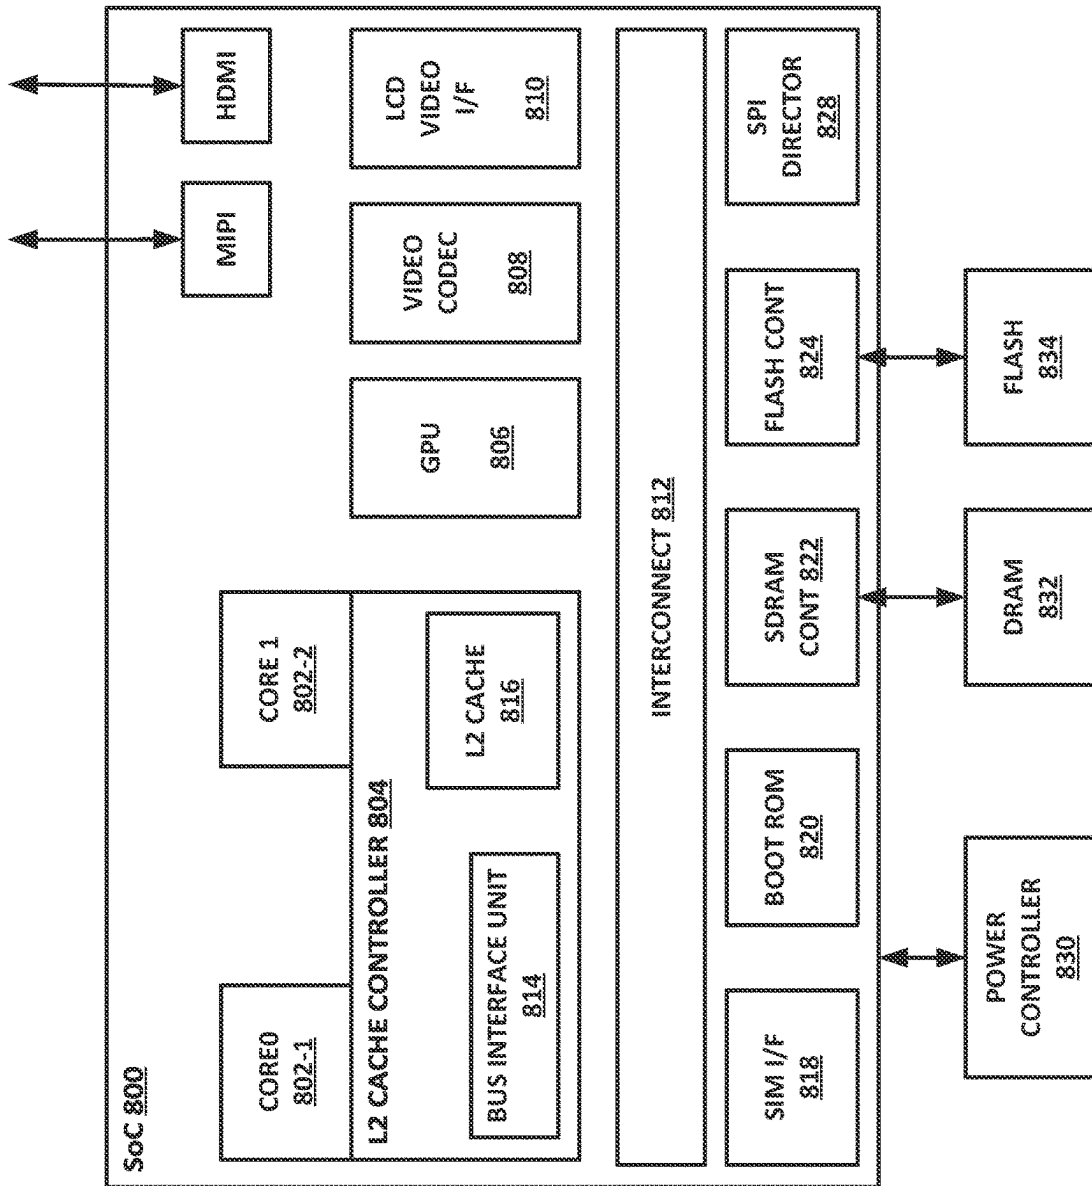 SoC 800
CORE0
802-1
CORE 1
802-2
L2 CACHE CONTROLLER 804
BUS INTERFACE UNIT
814
L2 CACHE
816
GPU
806
VIDEO
CODEC
808
LCD
VIDEO
I/F
810
MIPI
HDMI
INTERCONNECT 812
SIM I/F
818
BOOT ROM
820
SDRAM
CONT 822
FLASH CONT
824
SPI
DIRECTOR
828
POWER
CONTROLLER
830
DRAM
832
FLASH
834